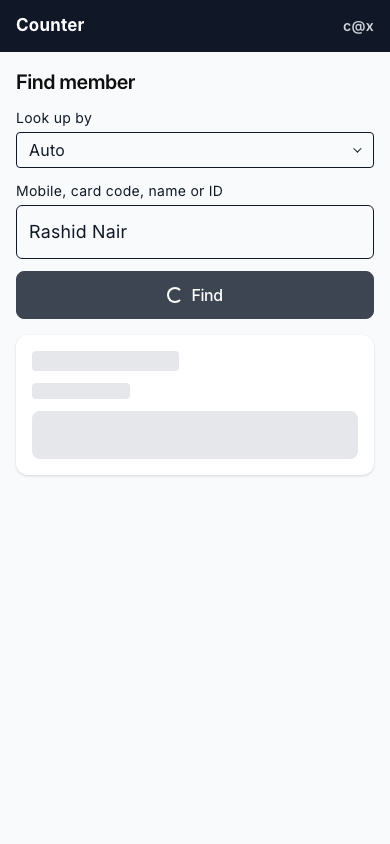 Counter
c@x
Find member
Look up by
Auto
Mobile, card code, name or ID
Rashid Nair
Find